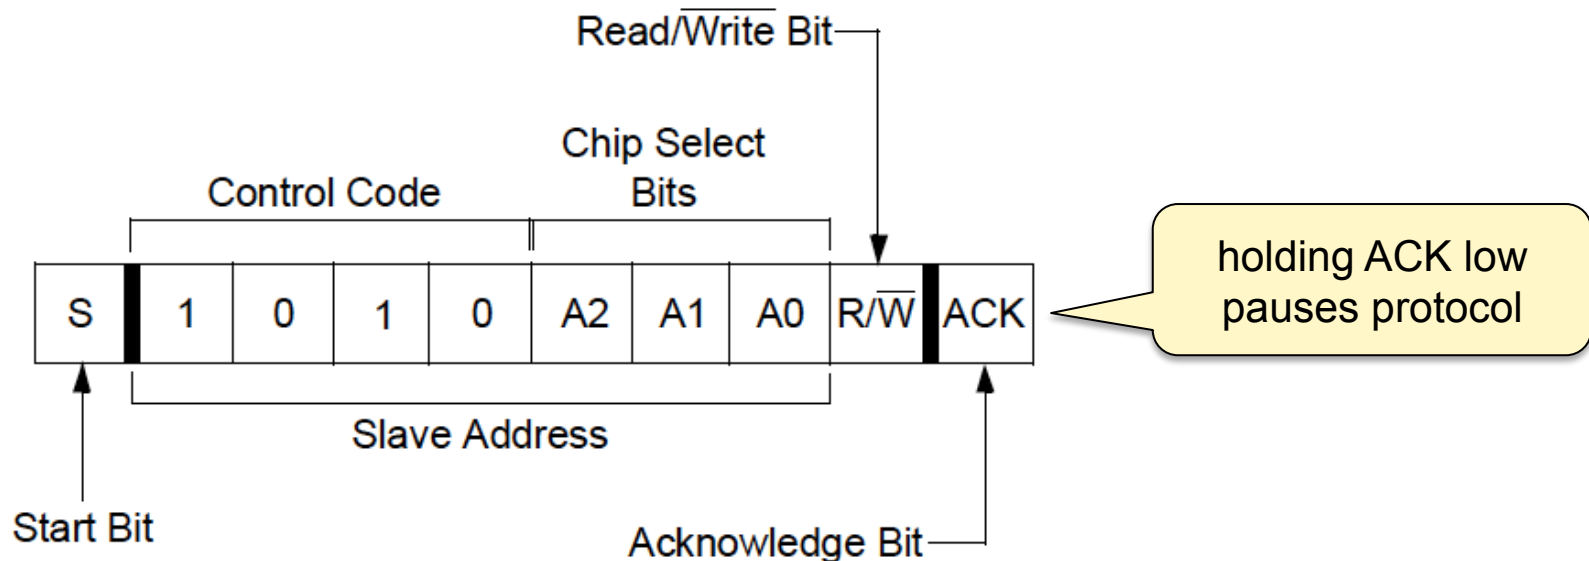 Read/Write Bit
Chip Select
Bits
Control Code
S 1 0 1 0 A2 A1 A0 R/W ACK
holding ACK low
pauses protocol
Slave Address
Start Bit
Acknowledge Bit